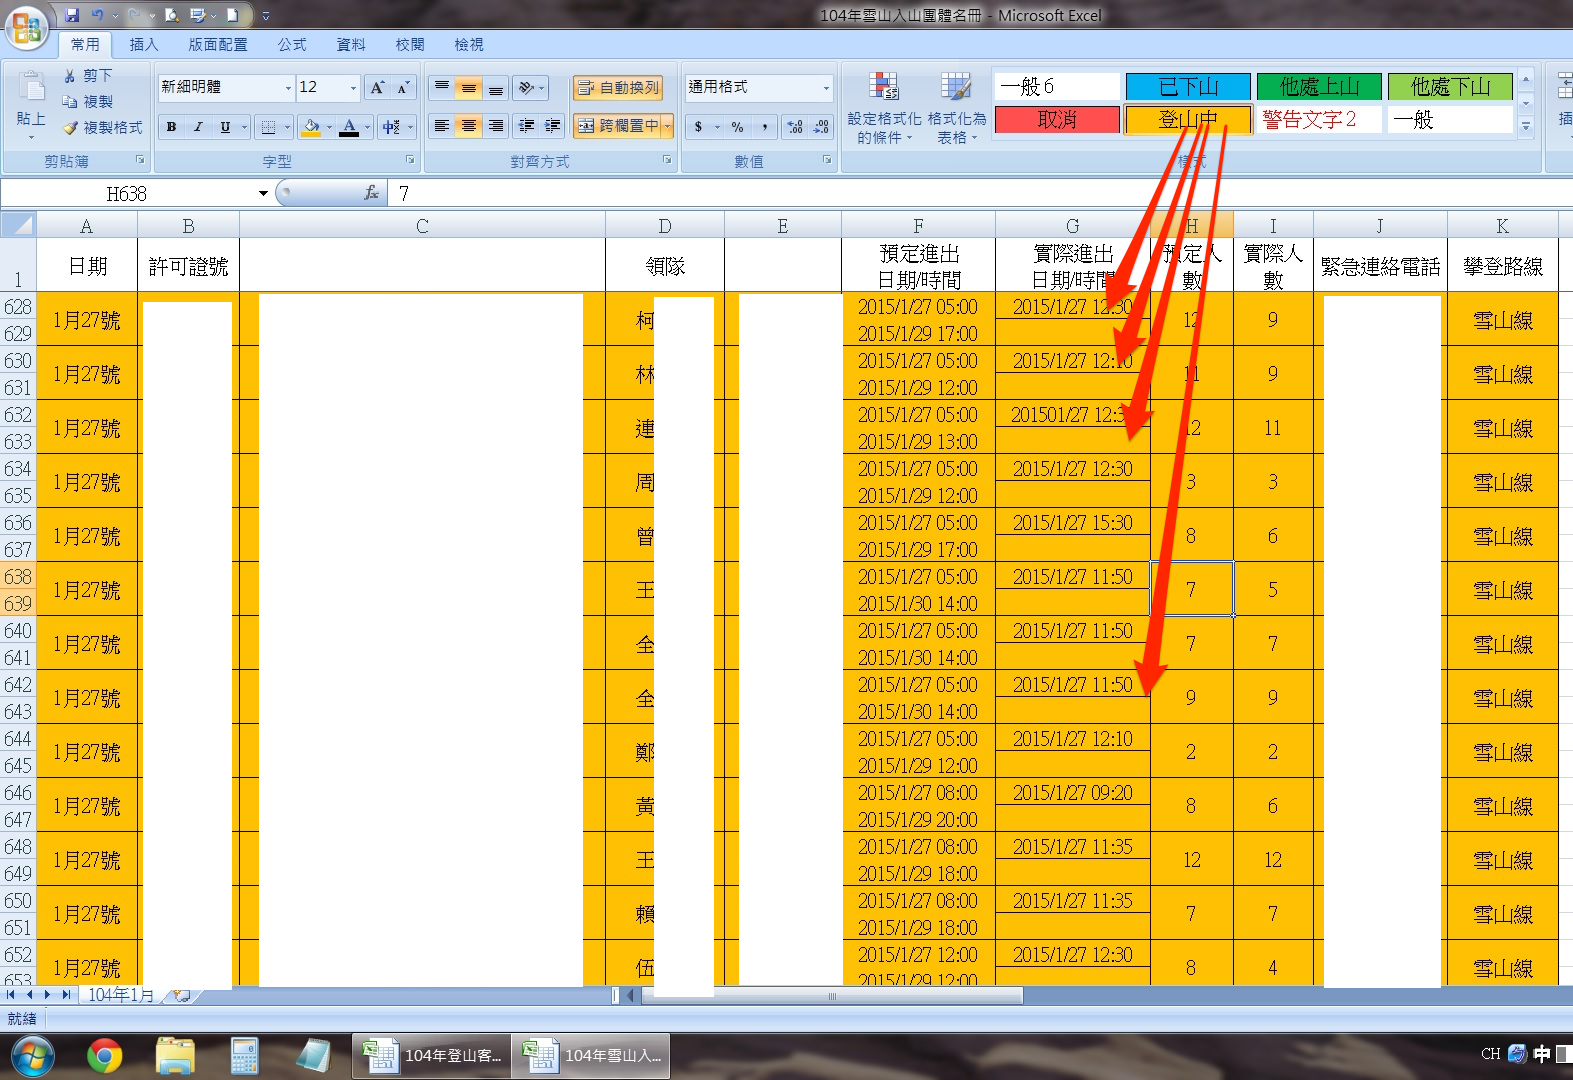 104年雪山入山團體名冊 - Microsoft Excel
常用 插入 版面配置 公式 資料 校閱 檢視
剪下
複製
複製格式
貼上
剪貼簿
新細明體 12
B I U A 中
字型
自動換列
跨欄置中
對齊方式
通用格式
$ % ,
數值
設定格式化的條件
格式化為表格
一般 6 已下山 他處上山 他處下山
取消 登山中 警告文字 2 一般
樣式
H638 fx 7
A B C D E F G H I J K
1 日期 許可證號 領隊 預定進出日期/時間 實際進出日期/時間 預定人數 實際人數 緊急連絡電話 攀登路線
628 1月27號 柯 2015/1/27 05:00 2015/1/27 12:30 12 9 雪山線
629 2015/1/29 17:00
630 1月27號 林 2015/1/27 05:00 2015/1/27 12:10 11 9 雪山線
631 2015/1/29 12:00
632 1月27號 連 2015/1/27 05:00 201501/27 12:3 12 11 雪山線
633 2015/1/29 13:00
634 1月27號 周 2015/1/27 05:00 2015/1/27 12:30 3 3 雪山線
635 2015/1/29 12:00
636 1月27號 曾 2015/1/27 05:00 2015/1/27 15:30 8 6 雪山線
637 2015/1/29 17:00
638 1月27號 王 2015/1/27 05:00 2015/1/27 11:50 7 5 雪山線
639 2015/1/30 14:00
640 1月27號 全 2015/1/27 05:00 2015/1/27 11:50 7 7 雪山線
641 2015/1/30 14:00
642 1月27號 全 2015/1/27 05:00 2015/1/27 11:50 9 9 雪山線
643 2015/1/30 14:00
644 1月27號 鄭 2015/1/27 05:00 2015/1/27 12:10 2 2 雪山線
645 2015/1/29 12:00
646 1月27號 黃 2015/1/27 08:00 2015/1/27 09:20 8 6 雪山線
647 2015/1/29 20:00
648 1月27號 王 2015/1/27 08:00 2015/1/27 11:35 12 12 雪山線
649 2015/1/29 18:00
650 1月27號 賴 2015/1/27 08:00 2015/1/27 11:35 7 7 雪山線
651 2015/1/29 18:00
652 1月27號 伍 2015/1/27 12:00 2015/1/27 12:30 8 4 雪山線
653 2015/1/29 12:00
104年1月
就緒
104年登山客... 104年雪山入... CH 中